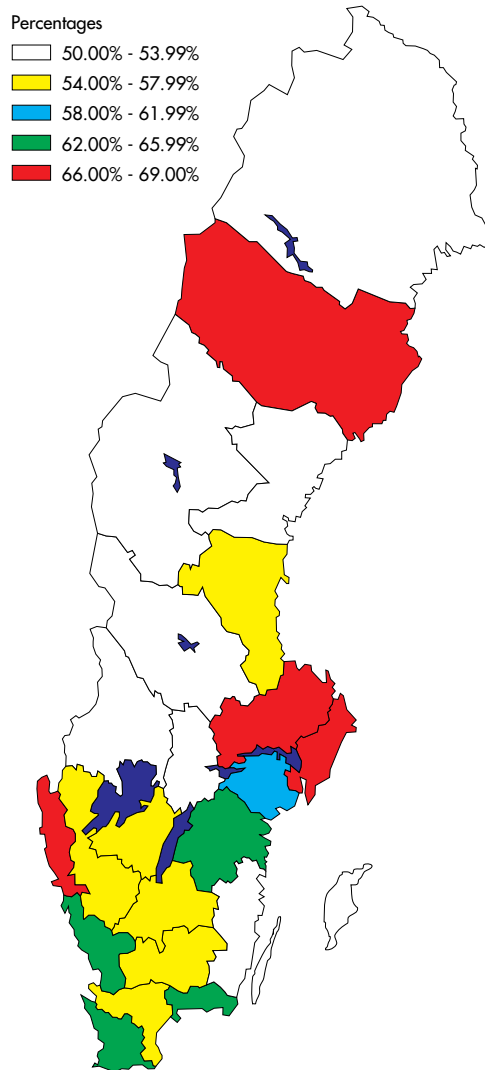 Percentages
50.00% - 53.99%
54.00% - 57.99%
58.00% - 61.99%
62.00% - 65.99%
66.00% - 69.00%